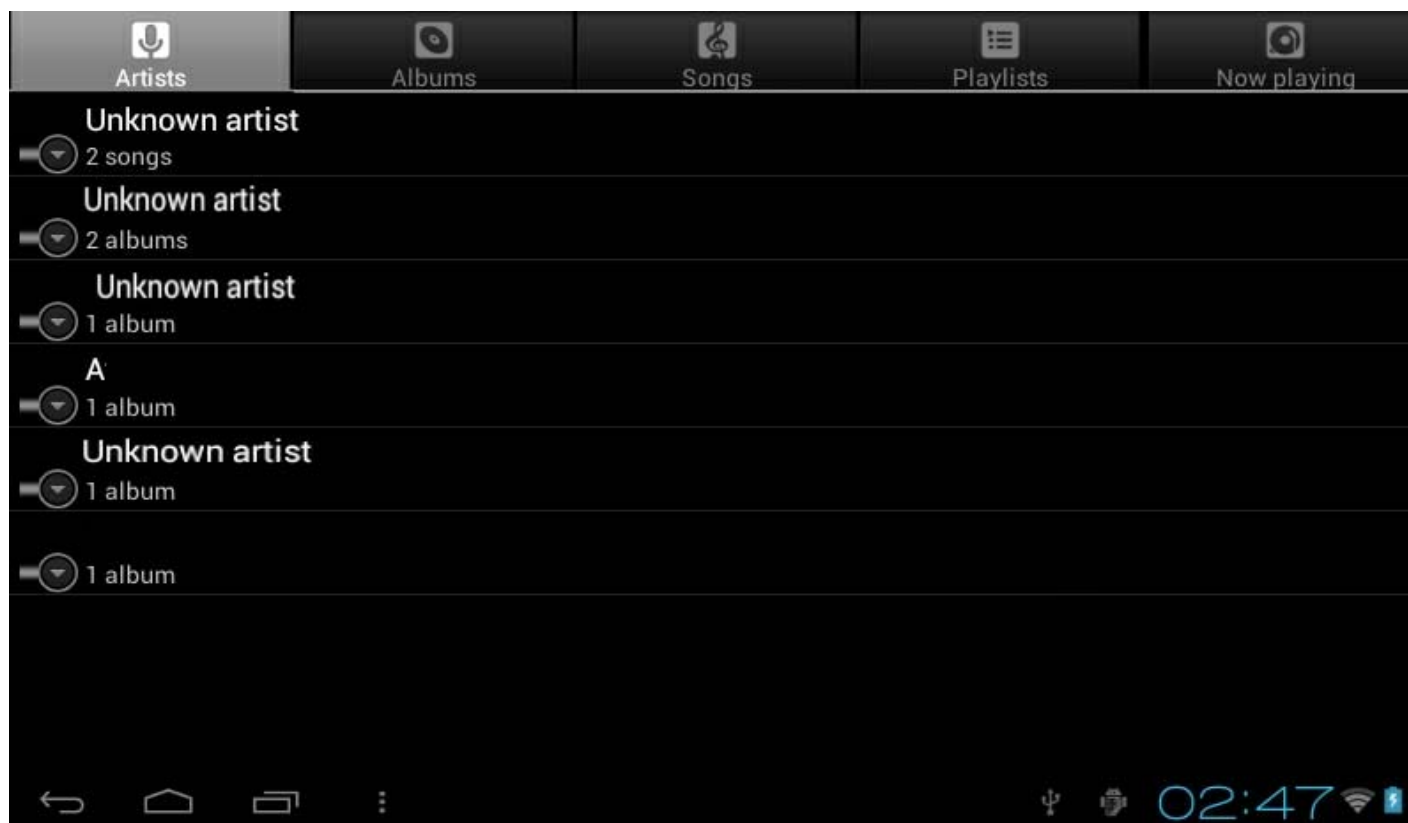 Artists
Albums
Songs
Playlists
Now playing
Unknown artist
2 songs
Unknown artist
2 albums
Unknown artist
1 album
A
1 album
Unknown artist
1 album
1 album
02:47